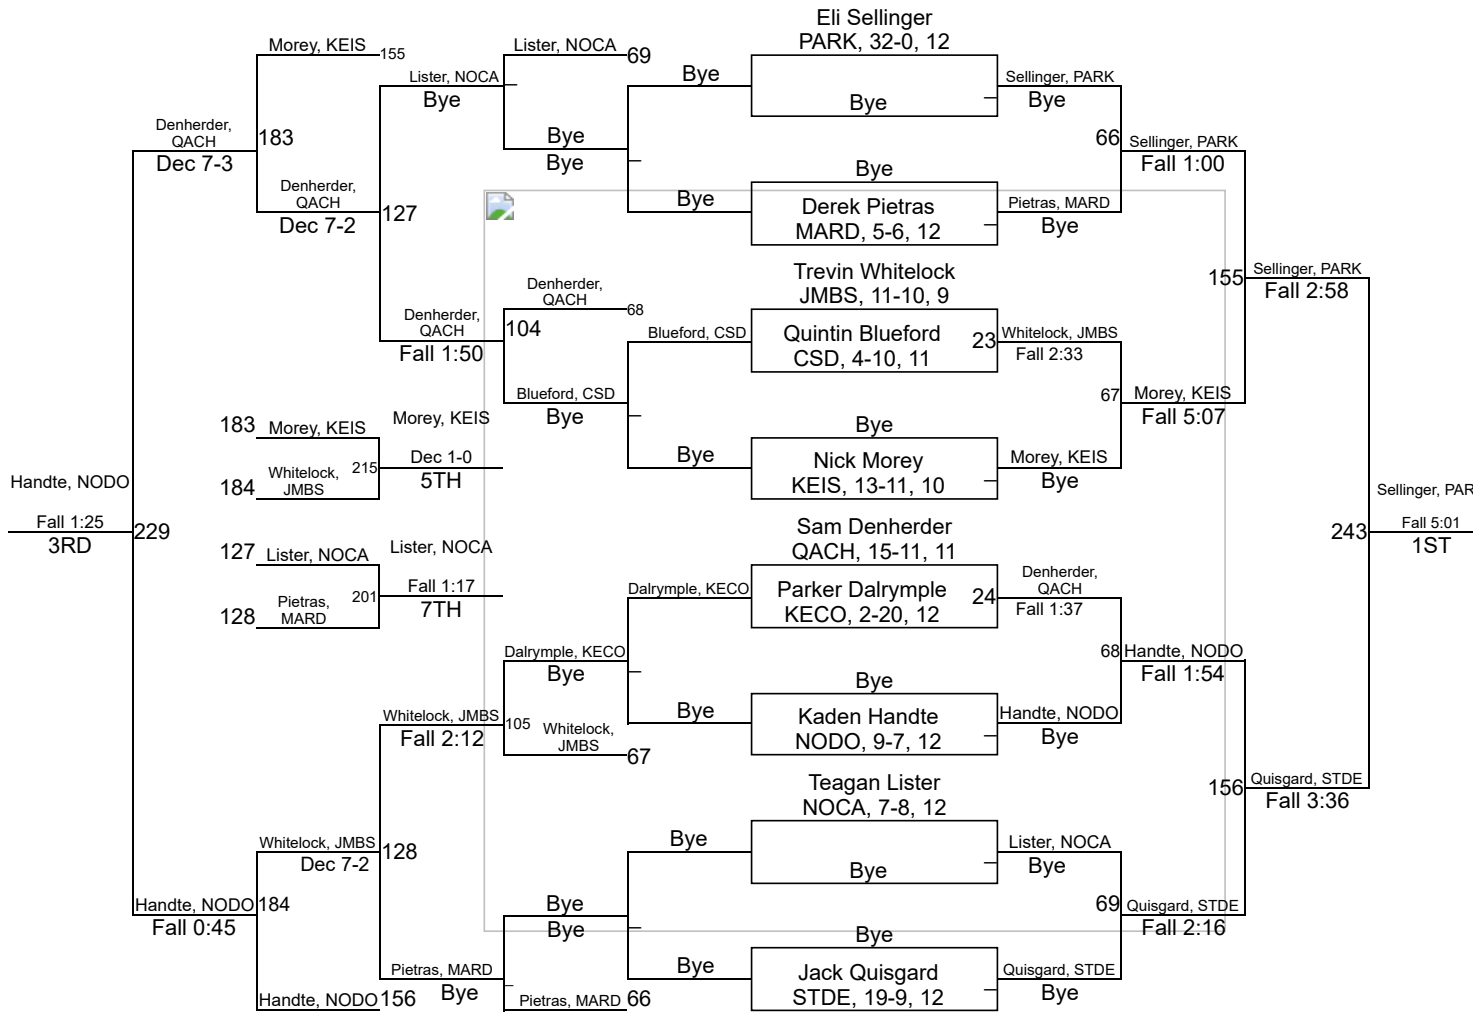 Eli Sellinger
PARK, 32-0, 12
Morey, KEIS
155
Lister, NOCA
69
Lister, NOCA
Bye
Bye
Bye
Sellinger, PARK
Bye
Denherder,
QACH
Dec 7-3
183
Bye
Bye
66
Sellinger, PARK
Fall 1:00
Bye
Denherder,
QACH
Dec 7-2
127
Bye
Derek Pietras
MARD, 5-6, 12
Pietras, MARD
Bye
Trevin Whitelock
JMBS, 11-10, 9
155
Sellinger, PARK
Fall 2:58
Denherder,
QACH
68
Denherder,
QACH
Fall 1:50
104
Blueford, CSD
Quintin Blueford
CSD, 4-10, 11
23
Whitelock, JMBS
Fall 2:33
Blueford, CSD
Bye
67
Morey, KEIS
Fall 5:07
183
Morey, KEIS
Morey, KEIS
Bye
Whitelock,
JMBS
184
215
Dec 1-0
5TH
Bye
Nick Morey
KEIS, 13-11, 10
Morey, KEIS
Bye
Handte, NODO
Fall 1:25
3RD
229
Sellinger, PAR
243
Fall 5:01
1ST
Sam Denherder
QACH, 15-11, 11
127
Lister, NOCA
Lister, NOCA
Pietras,
MARD
128
201
Fall 1:17
7TH
Dalrymple, KECO
Parker Dalrymple
KECO, 2-20, 12
24
Denherder,
QACH
Fall 1:37
Dalrymple, KECO
Bye
68
Handte, NODO
Fall 1:54
Bye
Whitelock, JMBS
Fall 2:12
105
Whitelock,
JMBS
67
Bye
Kaden Handte
NODO, 9-7, 12
Handte, NODO
Bye
Teagan Lister
NOCA, 7-8, 12
156
Quisgard, STDE
Fall 3:36
Whitelock, JMBS
Dec 7-2
128
Bye
Bye
Lister, NOCA
Bye
Handte, NODO
Fall 0:45
184
Bye
Bye
69
Quisgard, STDE
Fall 2:16
Bye
Pietras, MARD
Bye
Bye
Jack Quisgard
STDE, 19-9, 12
Quisgard, STDE
Bye
Handte, NODO
156
Pietras, MARD
66